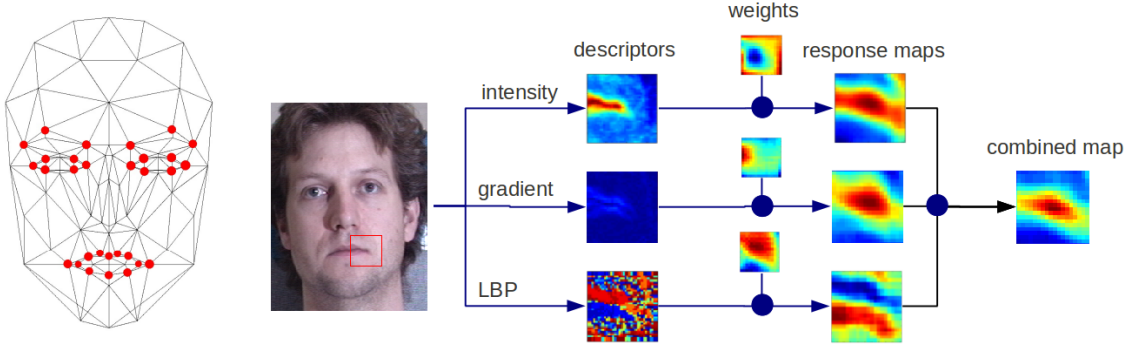 weights
descriptors
response maps
intensity
combined map
gradient
LBP